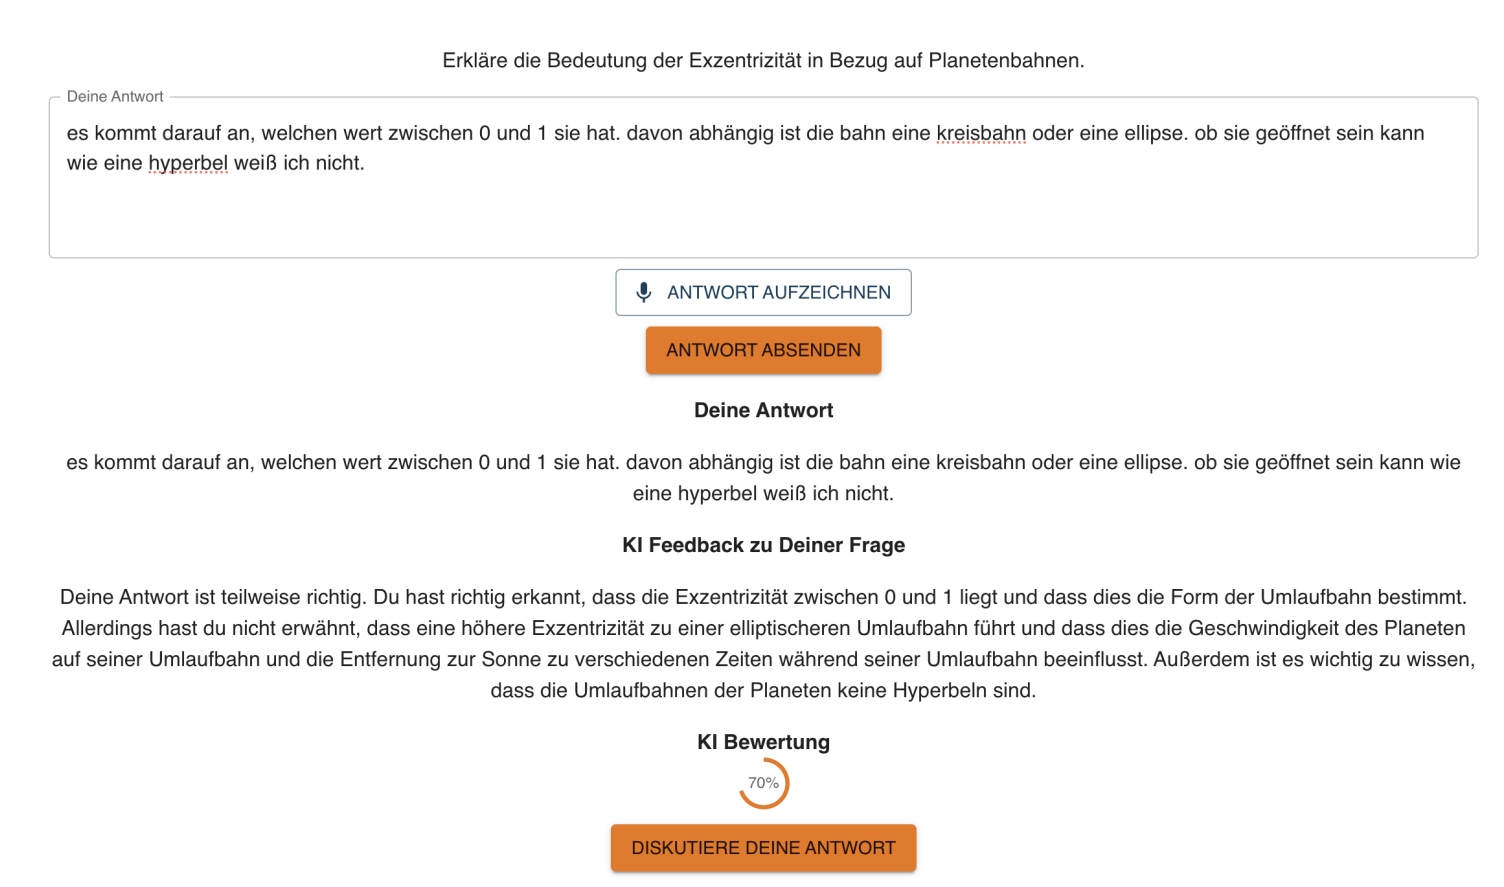 Erkläre die Bedeutung der Exzentrizität in Bezug auf Planetenbahnen.
Deine Antwort
es kommt darauf an, welchen wert zwischen 0 und 1 sie hat. davon abhängig ist die bahn eine kreisbahn oder eine ellipse. ob sie geöffnet sein kann
wie eine hyperbel weiß ich nicht.
ANTWORT AUFZEICHNEN
ANTWORT ABSENDEN
Deine Antwort
es kommt darauf an, welchen wert zwischen 0 und 1 sie hat. davon abhängig ist die bahn eine kreisbahn oder eine ellipse. ob sie geöffnet sein kann wie
eine hyperbel weiß ich nicht.
KI Feedback zu Deiner Frage
Deine Antwort ist teilweise richtig. Du hast richtig erkannt, dass die Exzentrizität zwischen 0 und 1 liegt und dass dies die Form der Umlaufbahn bestimmt.
Allerdings hast du nicht erwähnt, dass eine höhere Exzentrizität zu einer elliptischeren Umlaufbahn führt und dass dies die Geschwindigkeit des Planeten
auf seiner Umlaufbahn und die Entfernung zur Sonne zu verschiedenen Zeiten während seiner Umlaufbahn beeinflusst. Außerdem ist es wichtig zu wissen,
dass die Umlaufbahnen der Planeten keine Hyperbeln sind.
KI Bewertung
70%
DISKUTIERE DEINE ANTWORT